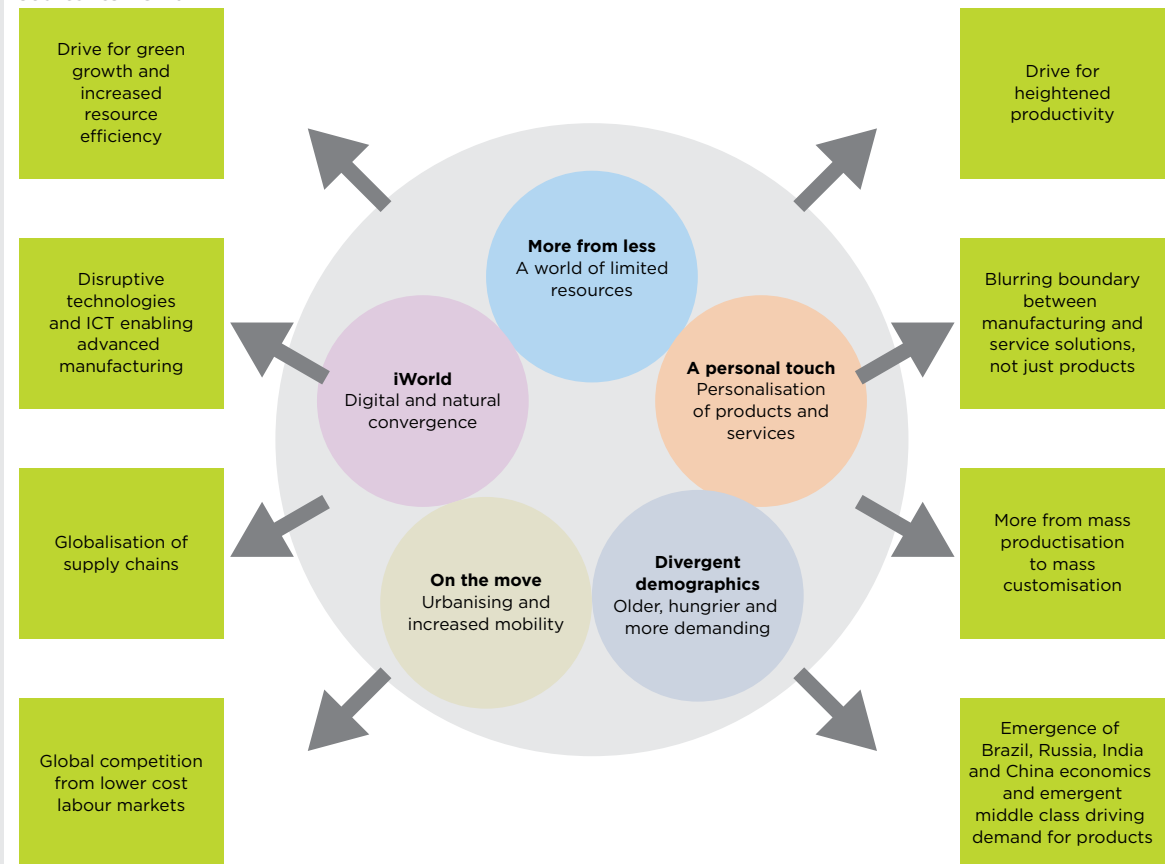 Drive for green
growth and
increased
resource
efficiency
Drive for
heightened
productivity
More from less
A world of limited
resources
Disruptive
technologies
and ICT enabling
advanced
manufacturing
Blurring boundary
between
manufacturing and
service solutions,
not just products
iWorld
Digital and natural
convergence
A personal touch
Personalisation
of products and
services
Globalisation of
supply chains
More from mass
productisation
to mass
customisation
On the move
Urbanising and
increased mobility
Divergent
demographics
Older, hungrier and
more demanding
Global competition
from lower cost
labour markets
Emergence of
Brazil, Russia, India
and China economics
and emergent
middle class driving
demand for products